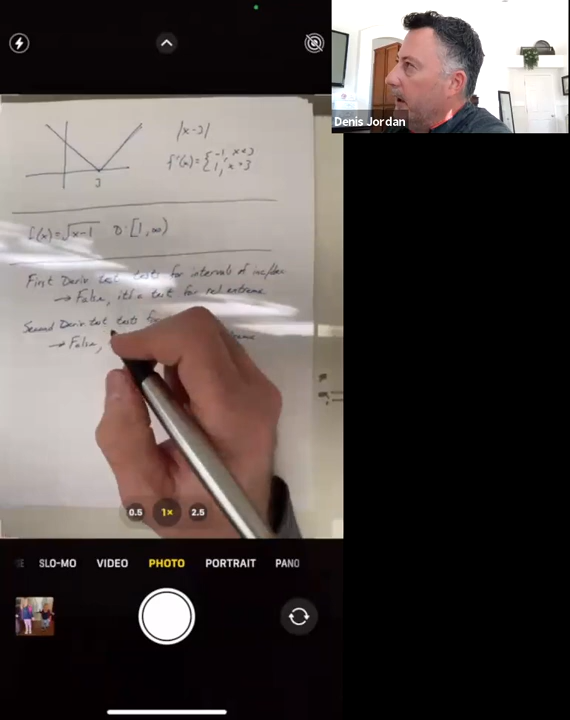 Denis Jordan
|x-3|
f'(x) = { -1, x<3
1, x>3
3
f(x) = √x-1 D: [1, ∞)
First Deriv test tests for intervals of inc/dec
→ False, it's a test for rel extrema
Second Deriv test tests for
→ False,
0.5 1× 2.5
SLO-MO VIDEO PHOTO PORTRAIT PANO